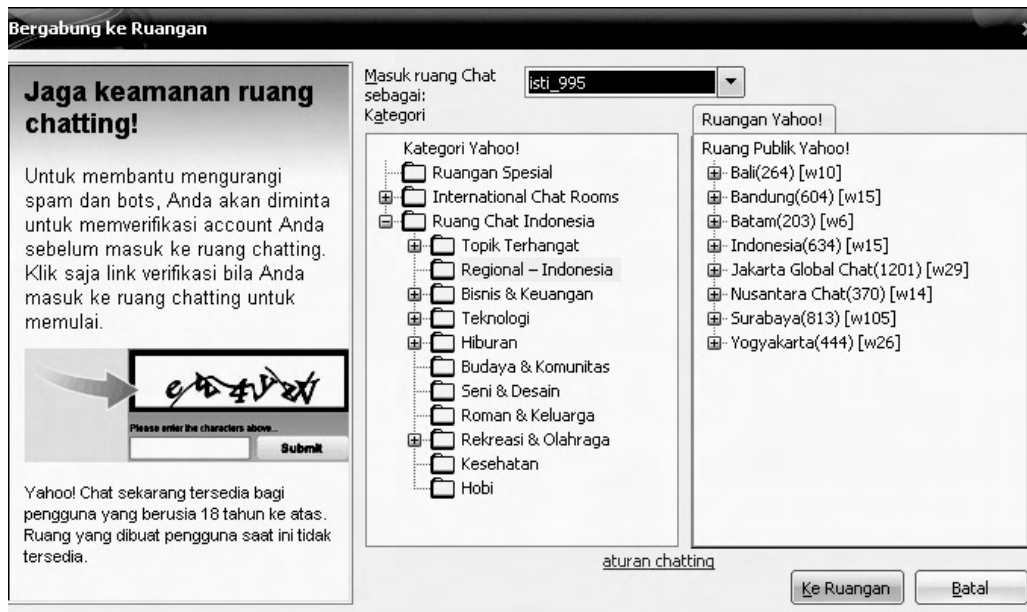 Bergabung ke Ruangan
Jaga keamanan ruang
chatting!
Untuk membantu mengurangi
spam dan bots, Anda akan diminta
untuk memverifikasi account Anda
sebelum masuk ke ruang chatting.
Klik saja link verifikasi bila Anda
masuk ke ruang chatting untuk
memulai.
Please enter the characters above...
Submit
Yahoo! Chat sekarang tersedia bagi
pengguna yang berusia 18 tahun ke atas.
Ruang yang dibuat pengguna saat ini tidak
tersedia.
Masuk ruang Chat
sebagai:
isti_995
Kategori
Kategori Yahoo!
Ruangan Spesial
International Chat Rooms
Ruang Chat Indonesia
Topik Terhangat
Regional – Indonesia
Bisnis & Keuangan
Teknologi
Hiburan
Budaya & Komunitas
Seni & Desain
Roman & Keluarga
Rekreasi & Olahraga
Kesehatan
Hobi
Ruangan Yahoo!
Ruang Publik Yahoo!
Bali(264) [w10]
Bandung(604) [w15]
Batam(203) [w6]
Indonesia(634) [w15]
Jakarta Global Chat(1201) [w29]
Nusantara Chat(370) [w14]
Surabaya(813) [w105]
Yogyakarta(444) [w26]
aturan chatting
Ke Ruangan
Batal